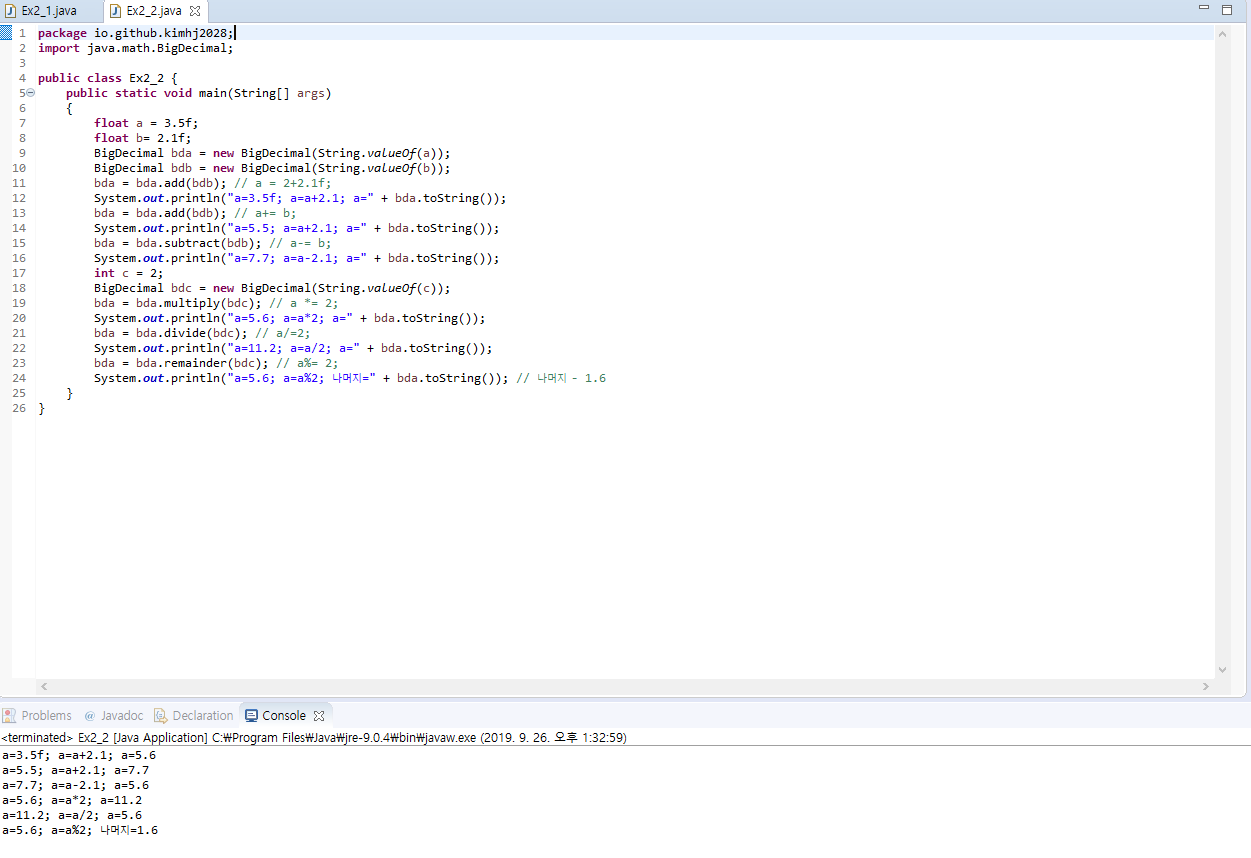 Ex2_1.java Ex2_2.java
1 package io.github.kimhj2028;
2 import java.math.BigDecimal;
3
4 public class Ex2_2 {
5 public static void main(String[] args)
6 {
7 float a = 3.5f;
8 float b= 2.1f;
9 BigDecimal bda = new BigDecimal(String.valueOf(a));
10 BigDecimal bdb = new BigDecimal(String.valueOf(b));
11 bda = bda.add(bdb); // a = 2+2.1f;
12 System.out.println("a=3.5f; a=a+2.1; a=" + bda.toString());
13 bda = bda.add(bdb); // a+= b;
14 System.out.println("a=5.5; a=a+2.1; a=" + bda.toString());
15 bda = bda.subtract(bdb); // a-= b;
16 System.out.println("a=7.7; a=a-2.1; a=" + bda.toString());
17 int c = 2;
18 BigDecimal bdc = new BigDecimal(String.valueOf(c));
19 bda = bda.multiply(bdc); // a *= 2;
20 System.out.println("a=5.6; a=a*2; a=" + bda.toString());
21 bda = bda.divide(bdc); // a/=2;
22 System.out.println("a=11.2; a=a/2; a=" + bda.toString());
23 bda = bda.remainder(bdc); // a%= 2;
24 System.out.println("a=5.6; a=a%2; 나머지=" + bda.toString()); // 나머지 - 1.6
25 }
26 }
Problems @ Javadoc Declaration Console
<terminated> Ex2_2 [Java Application] C:₩Program Files₩Java₩jre-9.0.4₩bin₩javaw.exe (2019. 9. 26. 오후 1:32:59)
a=3.5f; a=a+2.1; a=5.6
a=5.5; a=a+2.1; a=7.7
a=7.7; a=a-2.1; a=5.6
a=5.6; a=a*2; a=11.2
a=11.2; a=a/2; a=5.6
a=5.6; a=a%2; 나머지=1.6